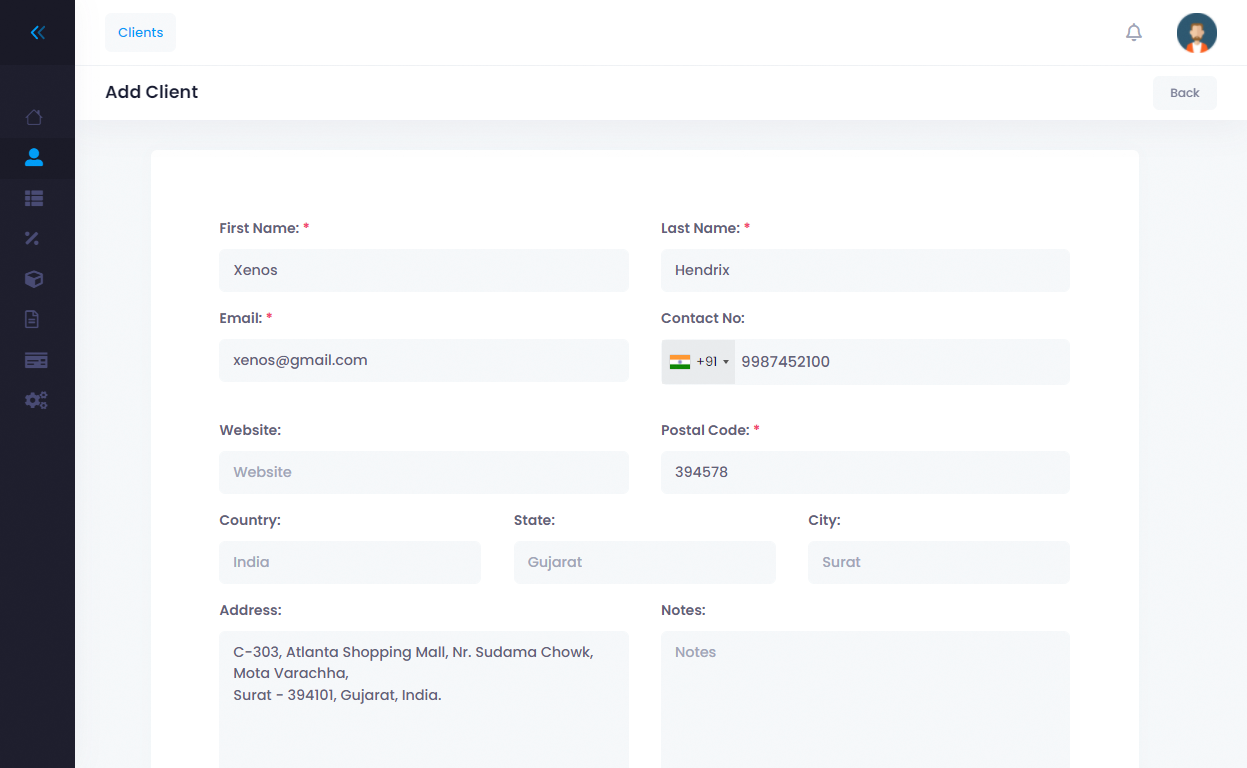 Clients
Add Client
Back
First Name: *
Last Name: *
Xenos
Hendrix
Email: *
Contact No:
xenos@gmail.com
+91
9987452100
Website:
Postal Code: *
Website
394578
Country:
State:
City:
India
Gujarat
Surat
Address:
Notes:
C-303, Atlanta Shopping Mall, Nr. Sudama Chowk,
Mota Varachha,
Surat - 394101, Gujarat, India.
Notes